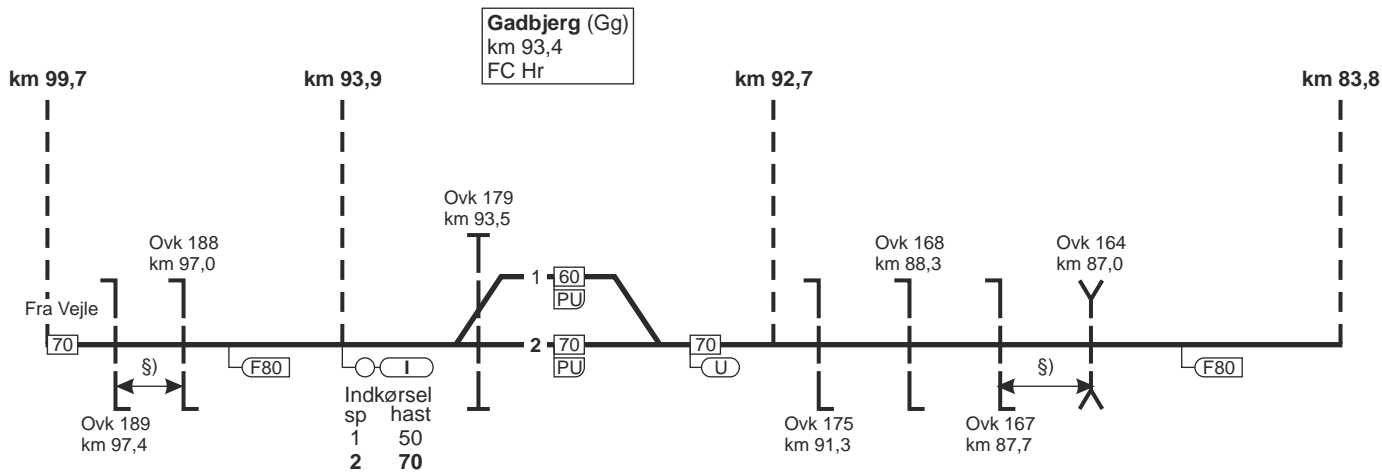 Gadbjerg (Gg)
km 93,4
FC Hr
km 99,7
km 93,9
km 92,7
km 83,8
Ovk 179
km 93,5
Ovk 188
km 97,0
Ovk 168
km 88,3
Ovk 164
km 87,0
1 60
PU
Fra Vejle
70
2 70
PU
70
U
F80
I
F80
§)
§)
Indkørsel
sp hast
1 50
2 70
Ovk 189
km 97,4
Ovk 175
km 91,3
Ovk 167
km 87,7